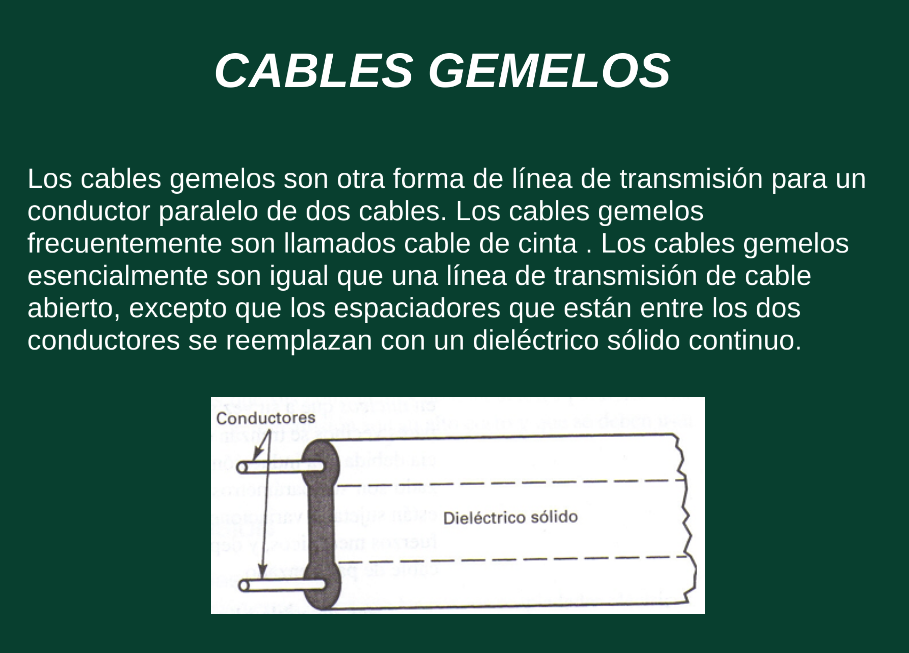 CABLES GEMELOS
Los cables gemelos son otra forma de línea de transmisión para un
conductor paralelo de dos cables. Los cables gemelos
frecuentemente son llamados cable de cinta . Los cables gemelos
esencialmente son igual que una línea de transmisión de cable
abierto, excepto que los espaciadores que están entre los dos
conductores se reemplazan con un dieléctrico sólido continuo.
Conductores
Dieléctrico sólido